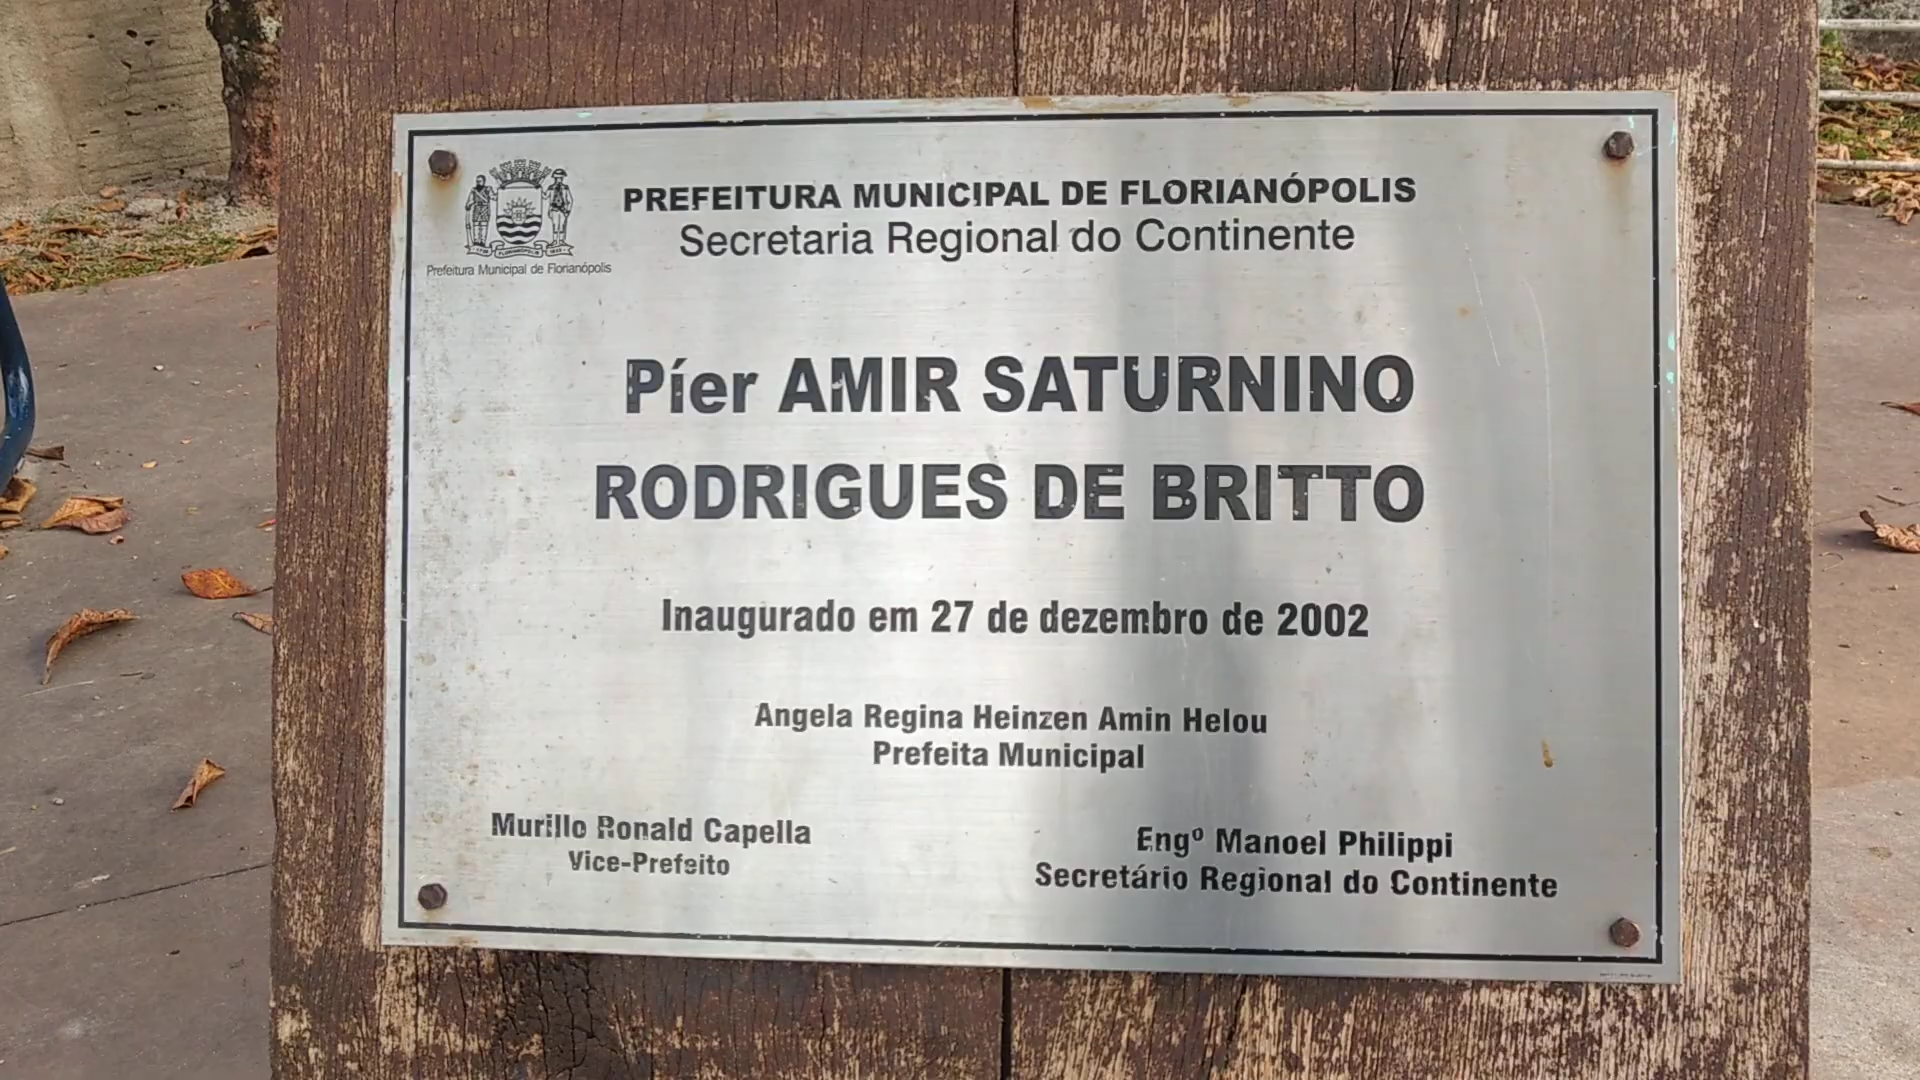 PREFEITURA MUNICIPAL DE FLORIANÓPOLIS
Secretaria Regional do Continente
FLORIANÓPOLIS
Prefeitura Municipal de Florianópolis
Píer AMIR SATURNINO
RODRIGUES DE BRITTO
Inaugurado em 27 de dezembro de 2002
Angela Regina Heinzen Amin Helou
Prefeita Municipal
Murillo Ronald Capella
Vice-Prefeito
Engº Manoel Philippi
Secretário Regional do Continente